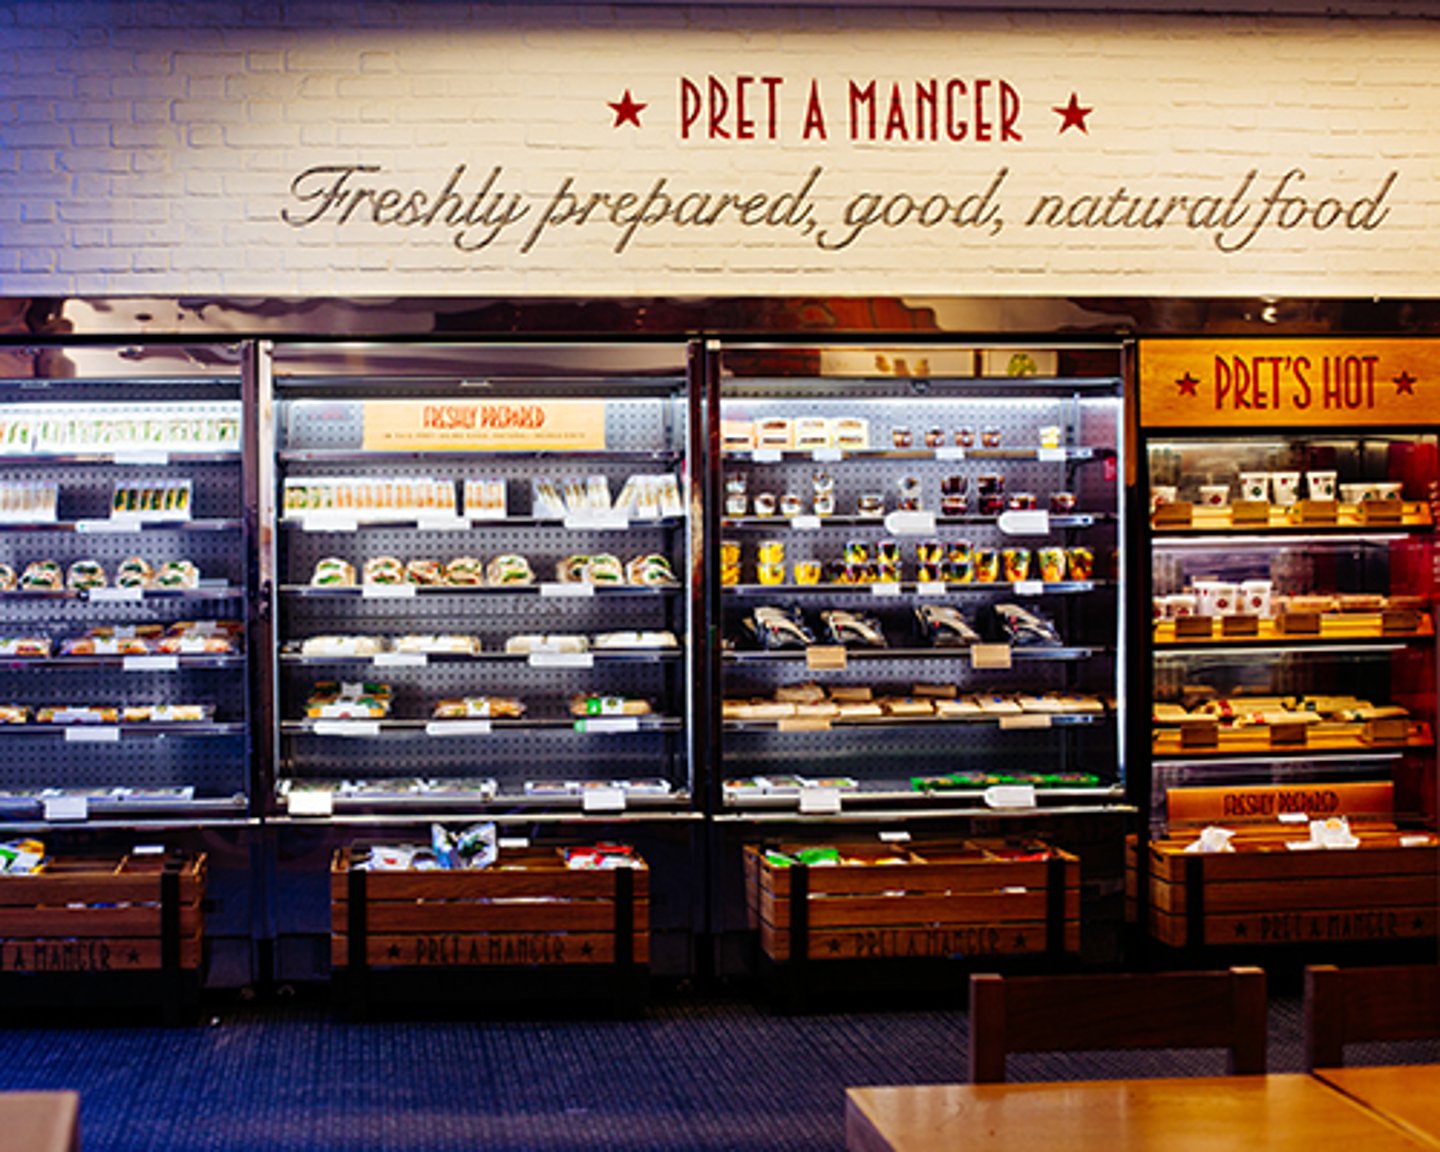 ★ PRET A MANGER ★
Freshly prepared, good, natural food
★ PRET'S HOT ★
FRESHLY PREPARED
FRESHLY PREPARED
A MANGER ★
★ PRET A MANGER ★
★ PRET A MANGER ★
★ PRET A MANGER